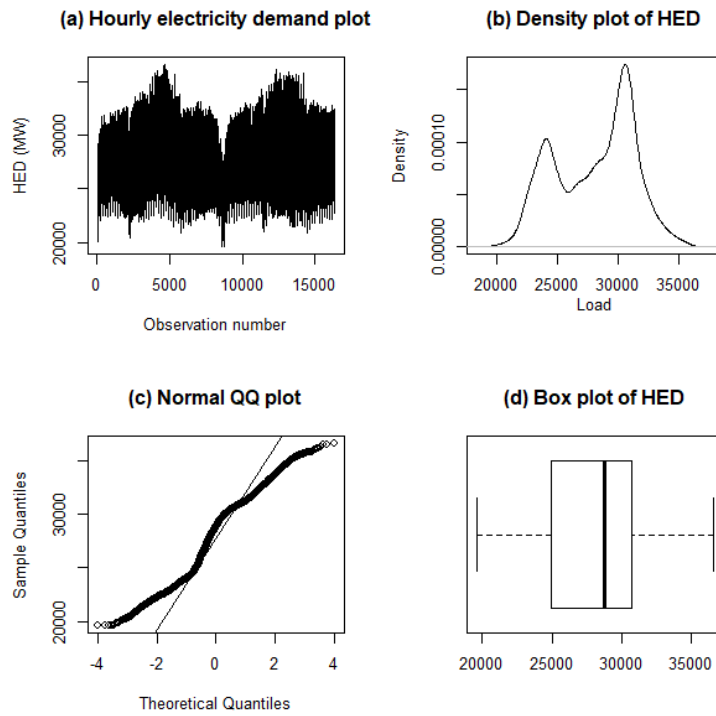 (a) Hourly electricity demand plot
HED (MW)
20000 30000
0 5000 10000 15000
Observation number
(b) Density plot of HED
Density
0.00000 0.00010
20000 25000 30000 35000
Load
(c) Normal QQ plot
Sample Quantiles
20000 30000
-4 -2 0 2 4
Theoretical Quantiles
(d) Box plot of HED
20000 25000 30000 35000